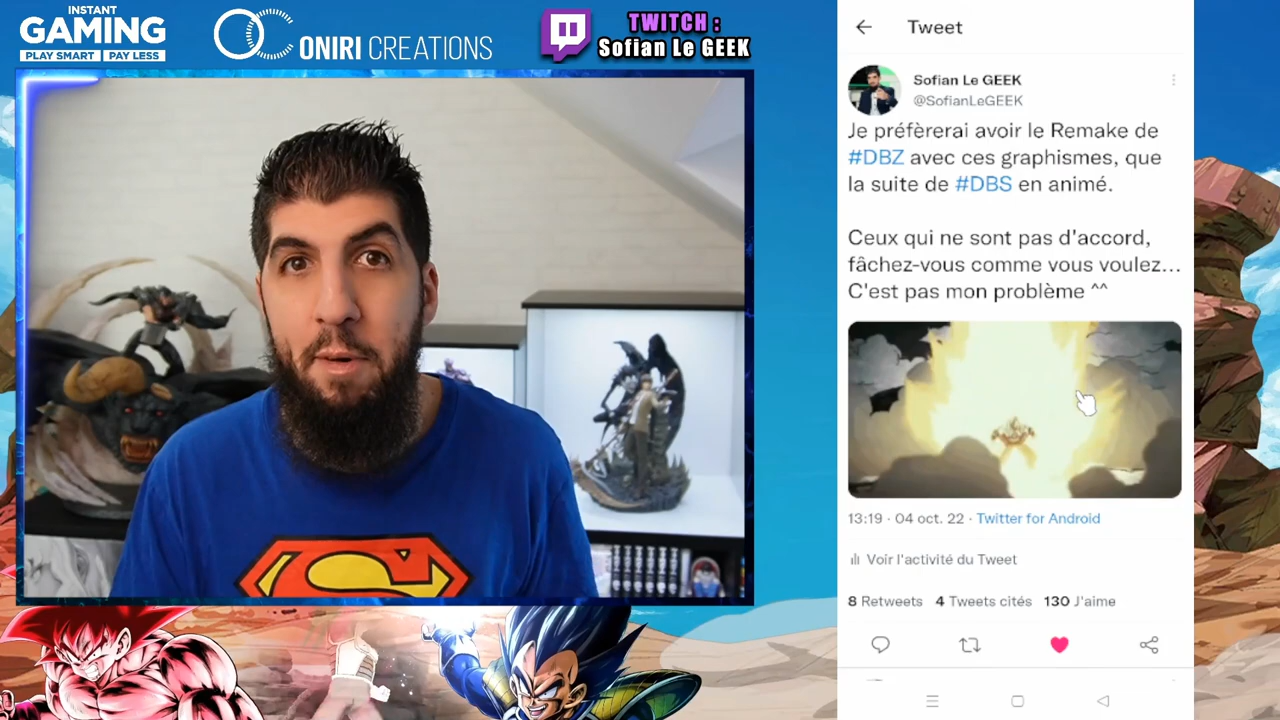 INSTANT
GAMING
PLAY SMART PAY LESS
OC ONIRI CREATIONS
TWITCH :
Sofian Le GEEK
Tweet
Sofian Le GEEK
@SofianLeGEEK
Je préfèrerai avoir le Remake de
#DBZ avec ces graphismes, que
la suite de #DBS en animé.
Ceux qui ne sont pas d'accord,
fâchez-vous comme vous voulez...
C'est pas mon problème ^^
13:19 · 04 oct. 22 · Twitter for Android
Voir l'activité du Tweet
8 Retweets 4 Tweets cités 130 J'aime